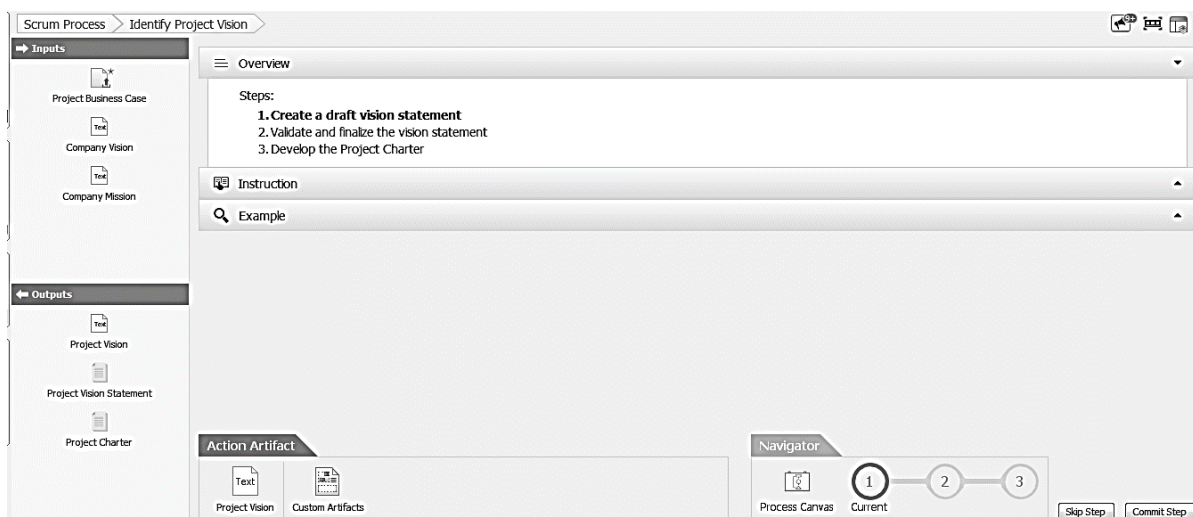 Scrum Process
Identify Project Vision
9+
Inputs
Project Business Case
Text
Company Vision
Text
Company Mission
Outputs
Text
Project Vision
Project Vision Statement
Project Charter
Overview
Steps:
1. Create a draft vision statement
2. Validate and finalize the vision statement
3. Develop the Project Charter
Instruction
Example
Action Artifact
Text
Project Vision
Custom Artifacts
Navigator
Process Canvas
1
Current
2
3
Skip Step
Commit Step